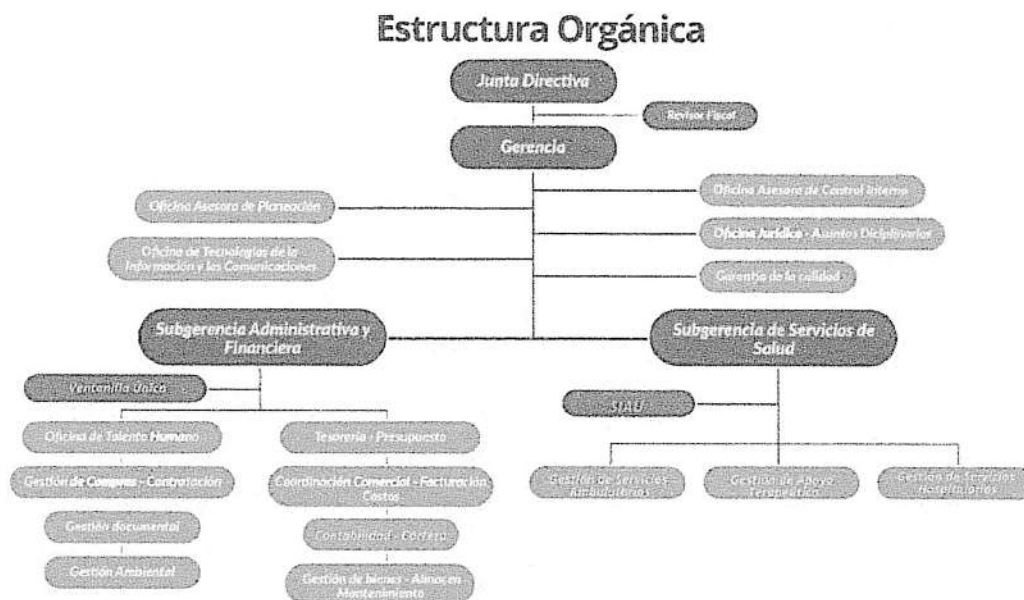 Estructura Orgánica
Junta Directiva
Revisor Fiscal
Gerencia
Oficina Asesora de Planeación
Oficina Asesora de Control Interno
Oficina Jurídica - Asuntos Diciplinarios
Oficina de Tecnologías de la
Información y las Comunicaciones
Garantía de la calidad
Subgerencia Administrativa y
Financiera
Subgerencia de Servicios de
Salud
Ventanilla Única
SIAU
Oficina de Talento Humano
Tesorería - Presupuesto
Gestión de Compras - Contratación
Coordinación Comercial - Facturación
Costos
Gestión de Servicios
Ambulatorios
Gestión de Apoyo
Terapeútico
Gestión de Servicios
Hospitalarios
Gestión documental
Contabilidad - Cartera
Gestión Ambiental
Gestión de bienes - Almacen
Mantenimiento